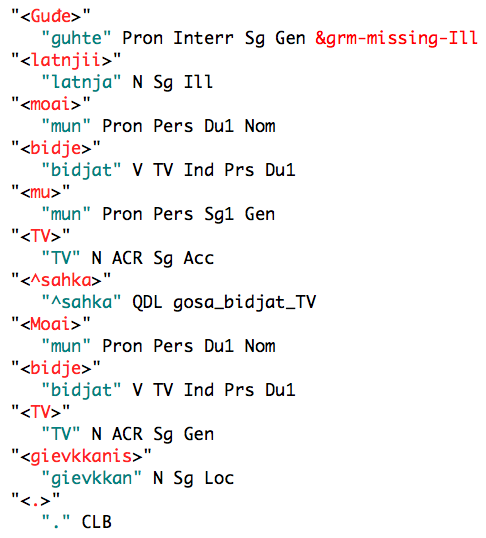 "<Guđe>"
"guhte" Pron Interr Sg Gen &grm-missing-Ill
"<latnjii>"
"latnja" N Sg Ill
"<moai>"
"mun" Pron Pers Du1 Nom
"<bidje>"
"bidjat" V TV Ind Prs Du1
"<mu>"
"mun" Pron Pers Sg1 Gen
"<TV>"
"TV" N ACR Sg Acc
"<^sahka>"
"^sahka" QDL gosa_bidjat_TV
"<Moai>"
"mun" Pron Pers Du1 Nom
"<bidje>"
"bidjat" V TV Ind Prs Du1
"<TV>"
"TV" N ACR Sg Gen
"<gievkkanis>"
"gievkkan" N Sg Loc
"<.>"
"." CLB